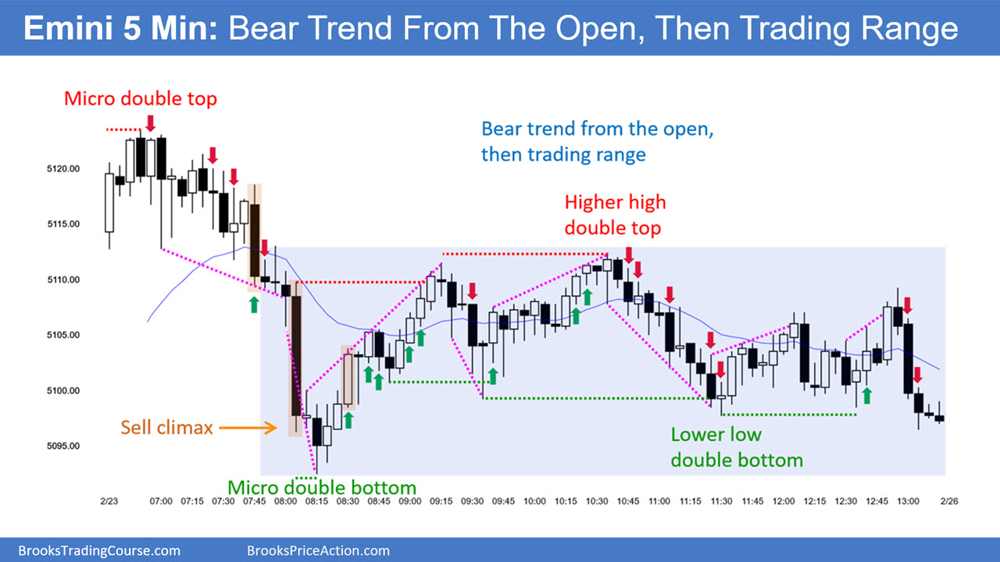 Emini 5 Min: Bear Trend From The Open, Then Trading Range
Micro double top
Bear trend from the open,
then trading range
Higher high
double top
5120.00
5115.00
5110.00
5105.00
5100.00
5095.00
Sell climax
Lower low
double bottom
Micro double bottom
2/23 07:00 07:15 07:30 07:45 08:00 08:15 08:30 08:45 09:00 09:15 09:30 09:45 10:00 10:15 10:30 10:45 11:00 11:15 11:30 11:45 12:00 12:15 12:30 12:45 13:00 2/26
BrooksTradingCourse.com BrooksPriceAction.com